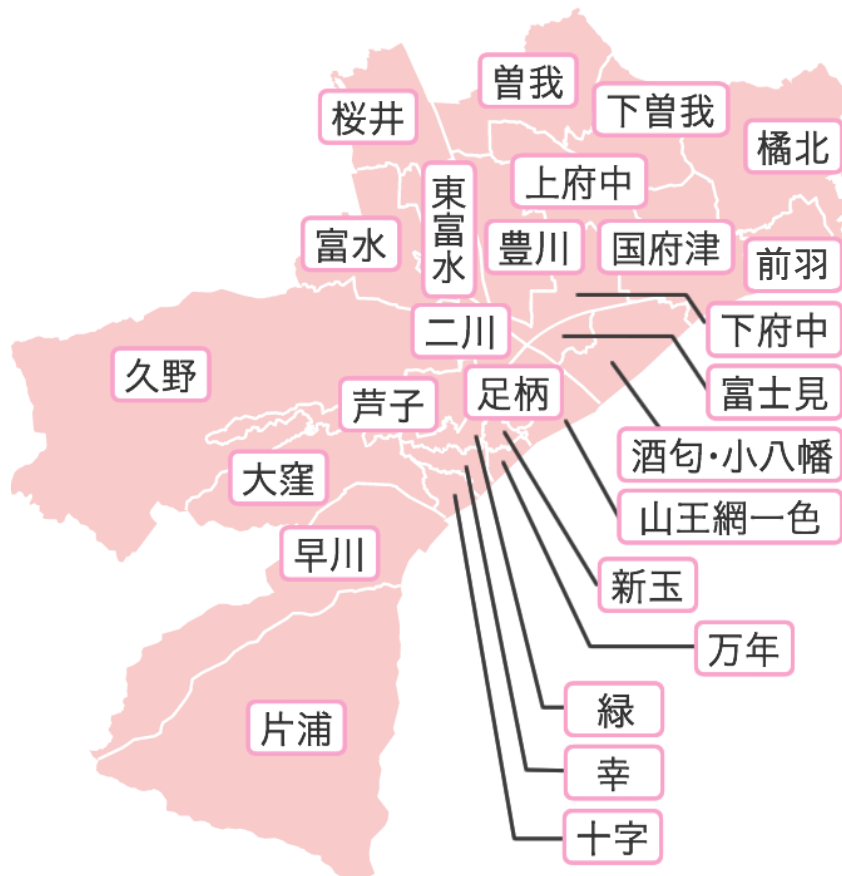 曽我
下曽我
桜井
橘北
上府中
東富水
富水
豊川
国府津
前羽
二川
下府中
久野
芦子
足柄
富士見
大窪
酒匂・小八幡
山王網一色
早川
新玉
万年
緑
片浦
幸
十字